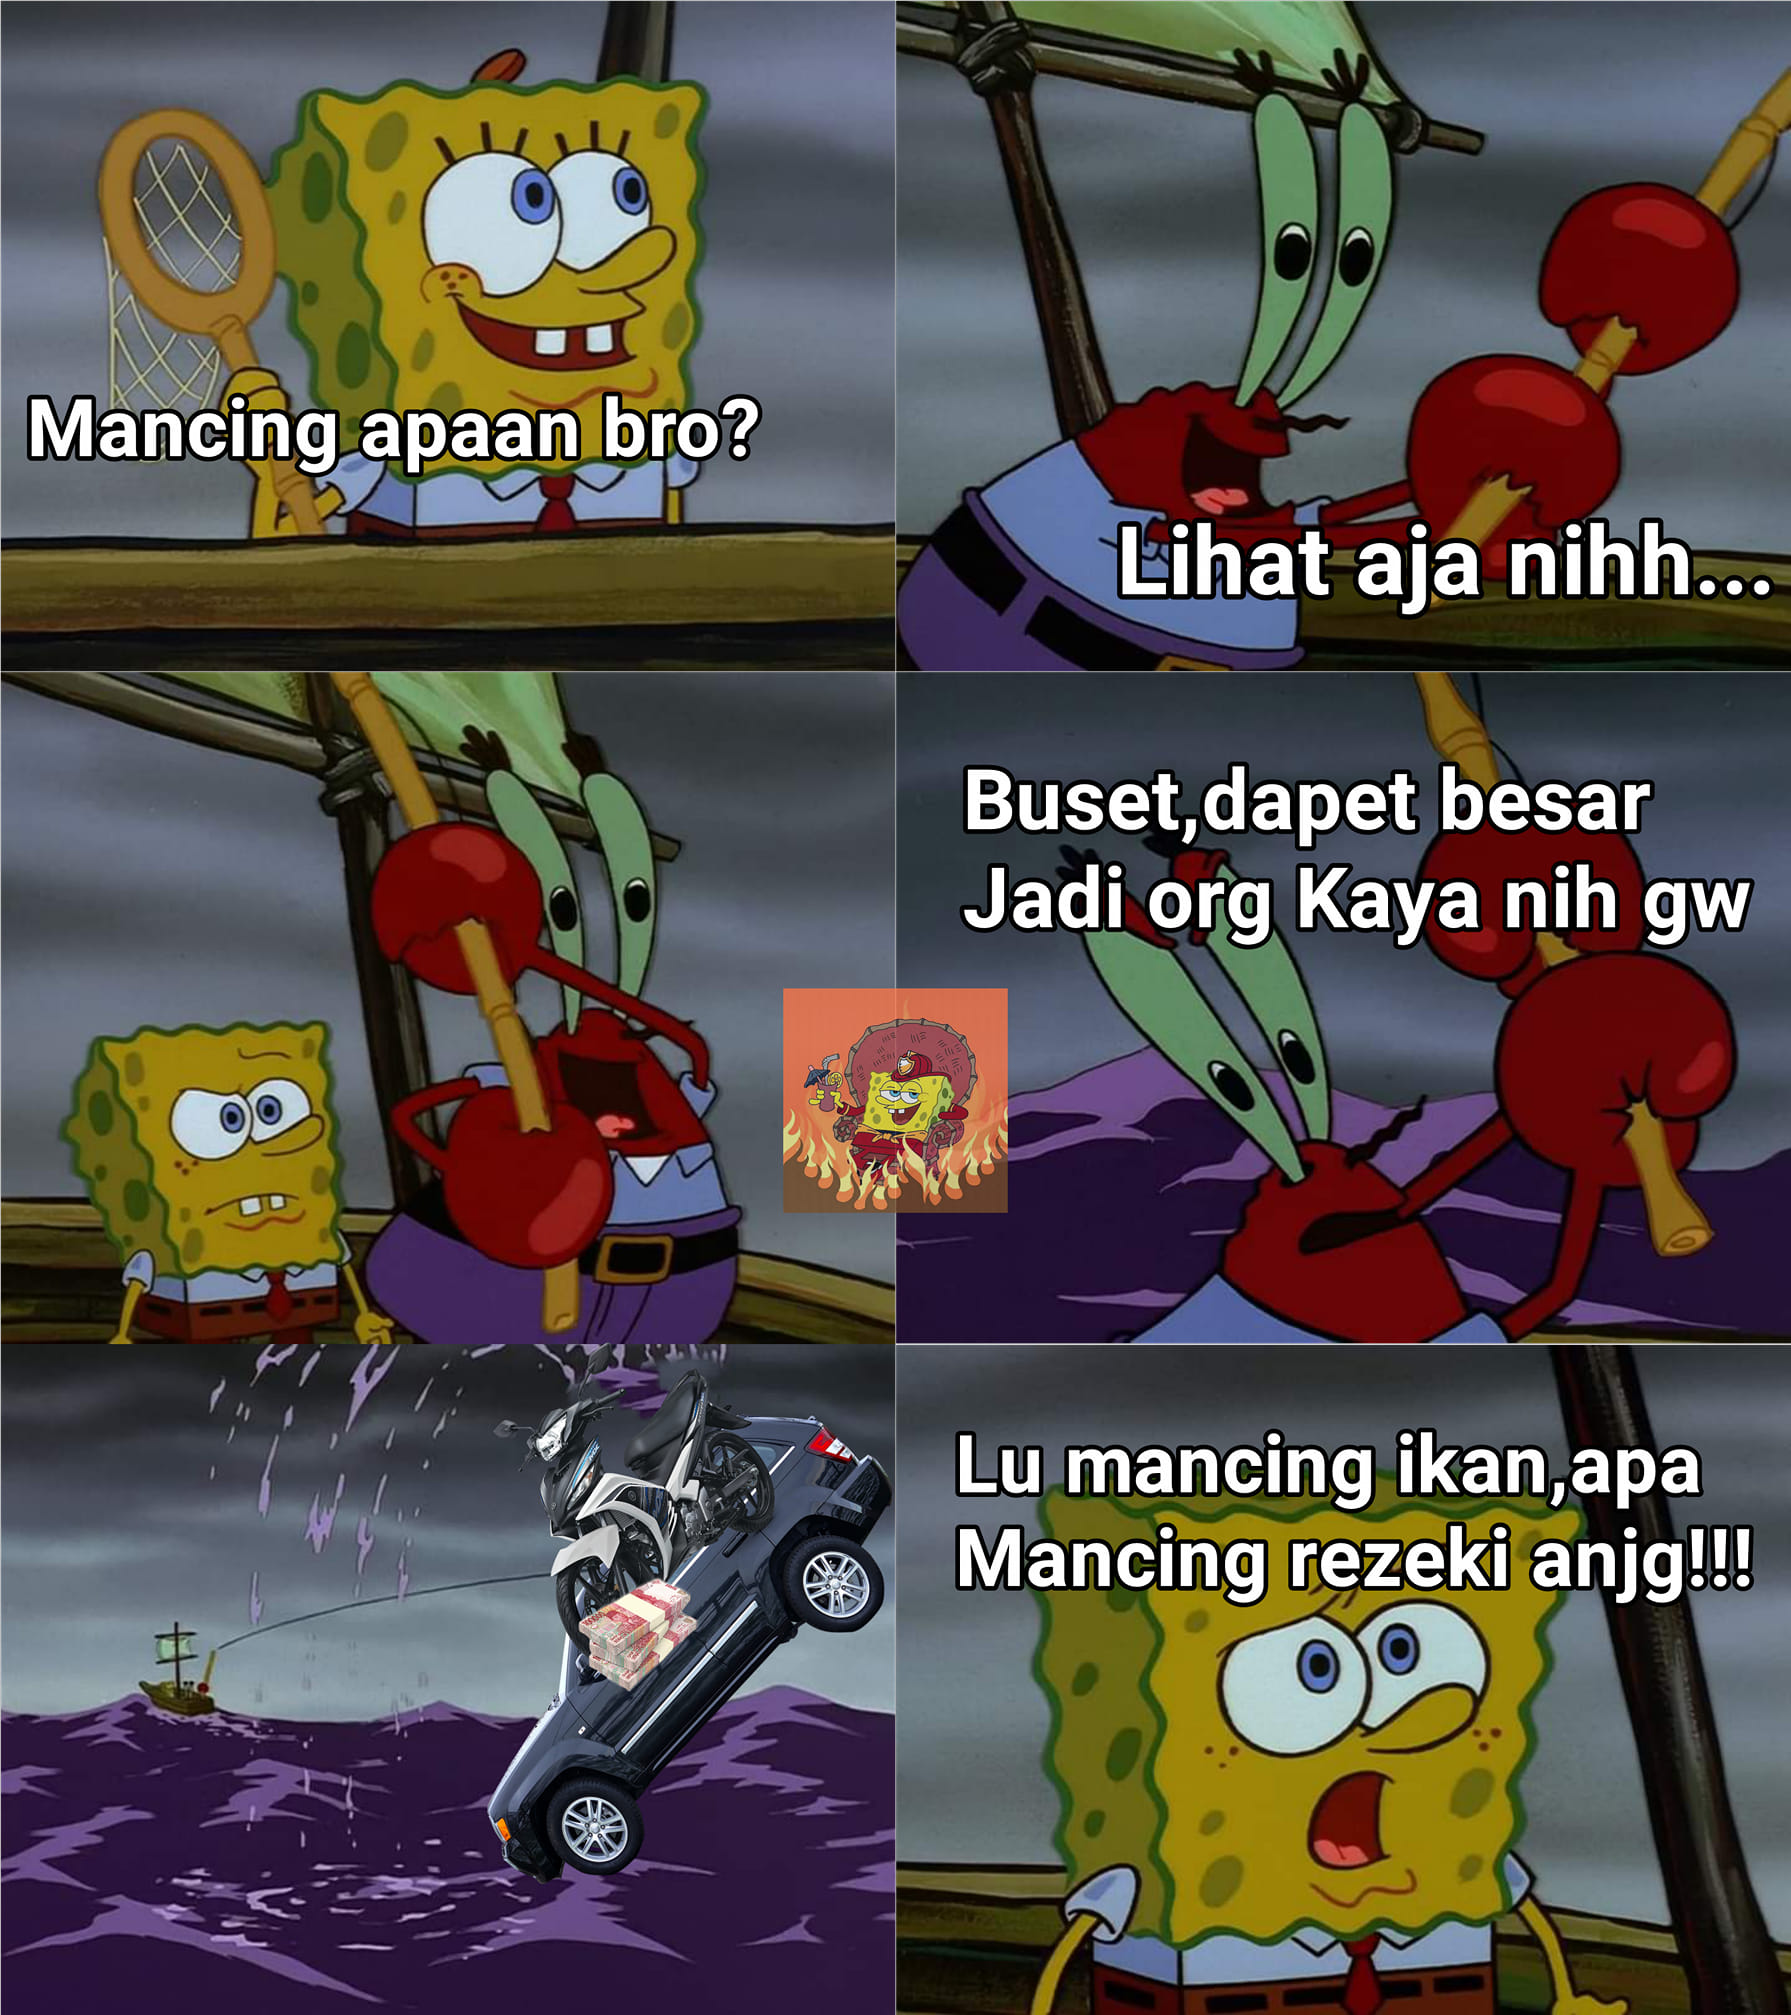 Mancing apaan bro?
Lihat aja nihh...
Buset,dapet besar
Jadi org Kaya nih gw
Lu mancing ikan,apa
Mancing rezeki anjg!!!